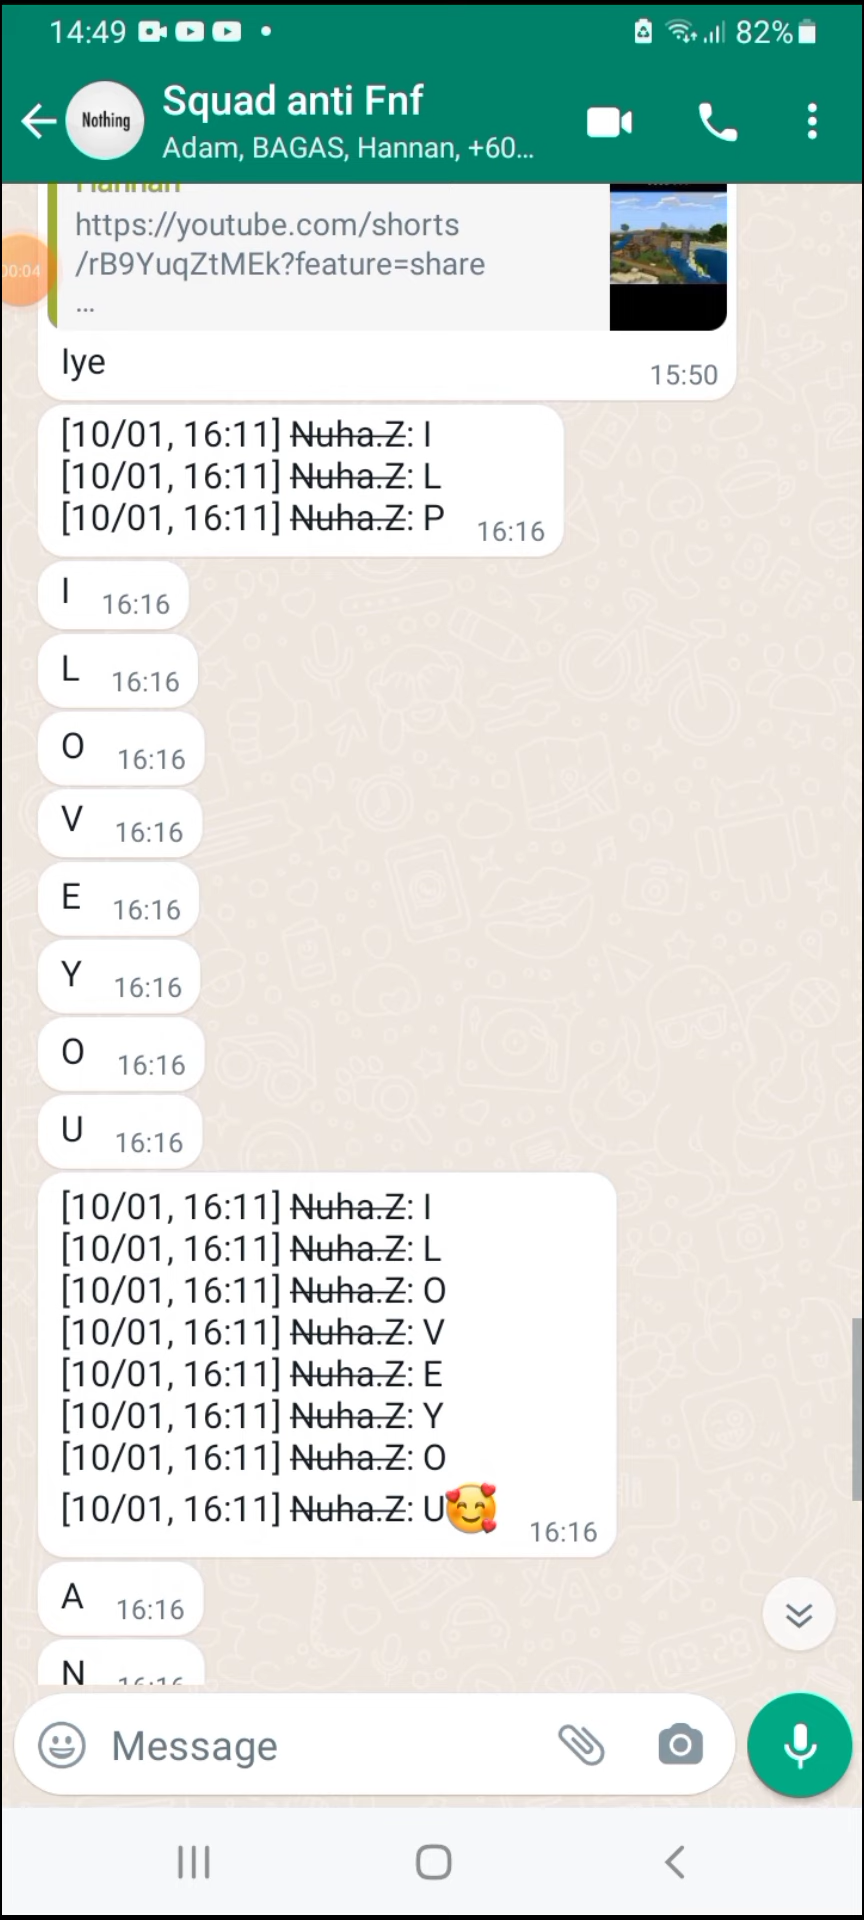 14:49
82%
Nothing
Squad anti Fnf
Adam, BAGAS, Hannan, +60...
Hannan
https://youtube.com/shorts
/rB9YuqZtMEk?feature=share
...
00:04
Iye
15:50
[10/01, 16:11] Nuha.Z: I
[10/01, 16:11] Nuha.Z: L
[10/01, 16:11] Nuha.Z: P 16:16
I 16:16
L 16:16
O 16:16
V 16:16
E 16:16
Y 16:16
O 16:16
U 16:16
[10/01, 16:11] Nuha.Z: I
[10/01, 16:11] Nuha.Z: L
[10/01, 16:11] Nuha.Z: O
[10/01, 16:11] Nuha.Z: V
[10/01, 16:11] Nuha.Z: E
[10/01, 16:11] Nuha.Z: Y
[10/01, 16:11] Nuha.Z: O
[10/01, 16:11] Nuha.Z: U🥰 16:16
A 16:16
N 16:16
Message